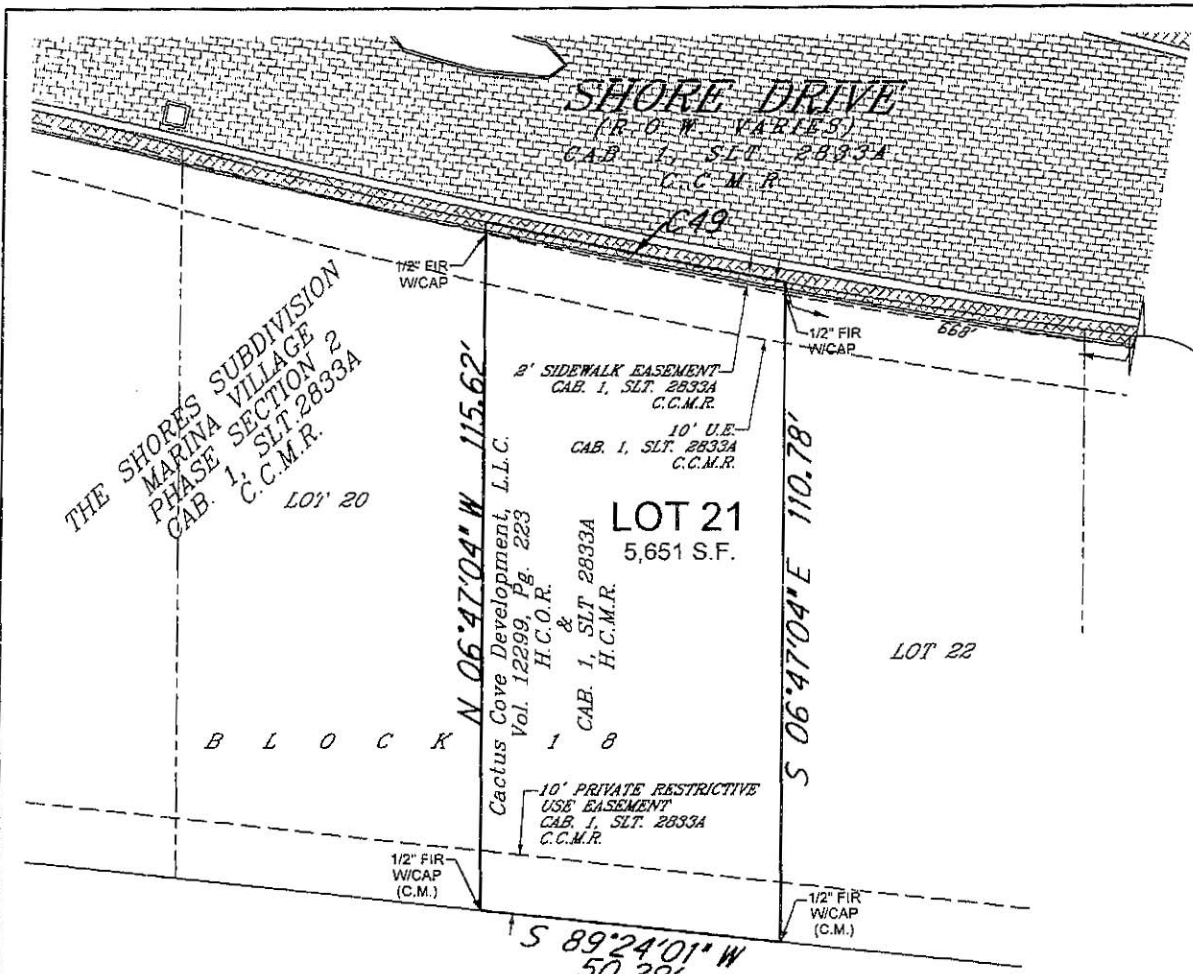 SHORE DRIVE
(R.O.W. VARIES)
CAB. 1, SLT. 2833A
C.C.M.R.
C49
1/2" FIR
W/CAP
1/2" FIR
W/CAP
668'
THE SHORES SUBDIVISION
MARINA VILLAGE
PHASE SECTION 2
CAB. 1, SLT.2833A
C.C.M.R.
2' SIDEWALK EASEMENT
CAB. 1, SLT. 2833A
C.C.M.R.
10' U.E.
CAB. 1, SLT. 2833A
C.C.M.R.
LOT 20
N 06°47'04" W 115.62'
Cactus Cove Development, L.L.C.
Vol. 12299, Pg. 223
H.C.O.R.
&
CAB. 1, SLT 2833A
H.C.M.R.
LOT 21
5,651 S.F.
S 06°47'04" E 110.78'
LOT 22
BLOCK 18
10' PRIVATE RESTRICTIVE
USE EASEMENT
CAB. 1, SLT. 2833A
C.C.M.R.
1/2" FIR
W/CAP
(C.M.)
1/2" FIR
W/CAP
(C.M.)
S 89°24'01" W